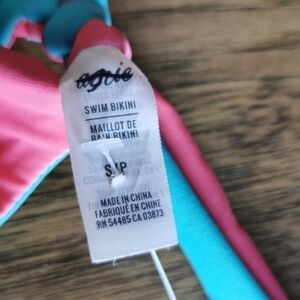 aerie
SWIM BIKINI
MAILLOT DE
BAIN BIKINI
S/P
MADE IN CHINA
FABRIQUÉ EN CHINE
RN 54485 CA 03873